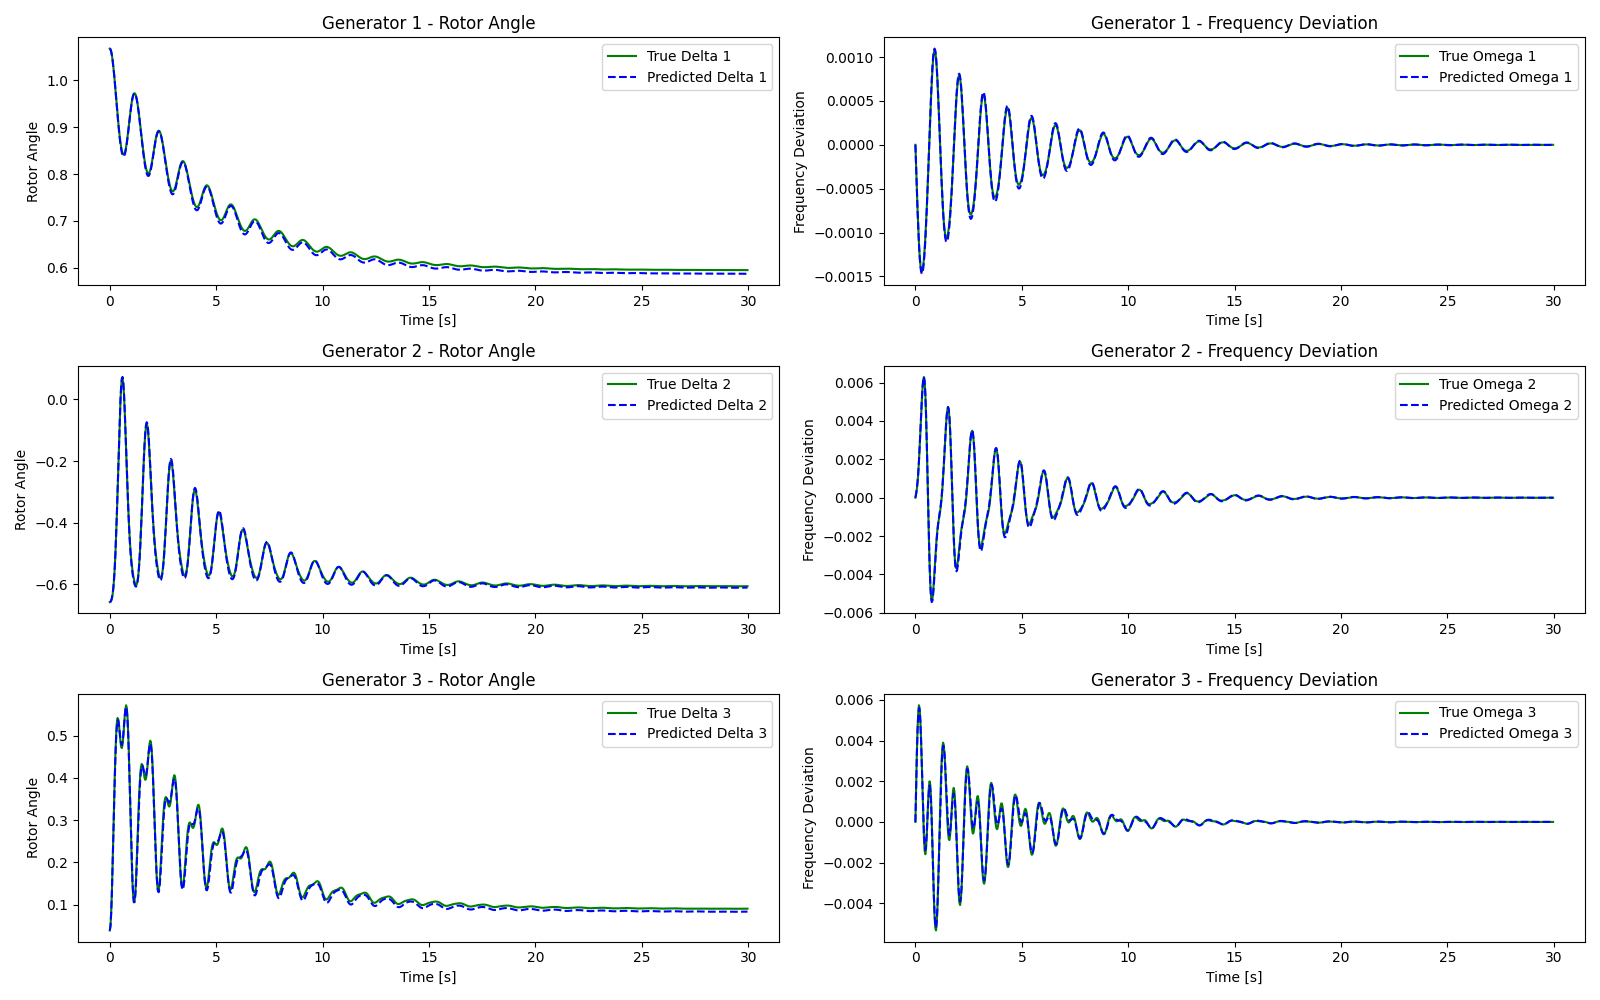 Generator 1 - Rotor Angle
Rotor Angle
1.0
0.9
0.8
0.7
0.6
True Delta 1
Predicted Delta 1
0 5 10 15 20 25 30
Time [s]
Generator 1 - Frequency Deviation
Frequency Deviation
0.0010
0.0005
0.0000
−0.0005
−0.0010
−0.0015
True Omega 1
Predicted Omega 1
0 5 10 15 20 25 30
Time [s]
Generator 2 - Rotor Angle
Rotor Angle
0.0
−0.2
−0.4
−0.6
True Delta 2
Predicted Delta 2
0 5 10 15 20 25 30
Time [s]
Generator 2 - Frequency Deviation
Frequency Deviation
0.006
0.004
0.002
0.000
−0.002
−0.004
−0.006
True Omega 2
Predicted Omega 2
0 5 10 15 20 25 30
Time [s]
Generator 3 - Rotor Angle
Rotor Angle
0.5
0.4
0.3
0.2
0.1
True Delta 3
Predicted Delta 3
0 5 10 15 20 25 30
Time [s]
Generator 3 - Frequency Deviation
Frequency Deviation
0.006
0.004
0.002
0.000
−0.002
−0.004
True Omega 3
Predicted Omega 3
0 5 10 15 20 25 30
Time [s]